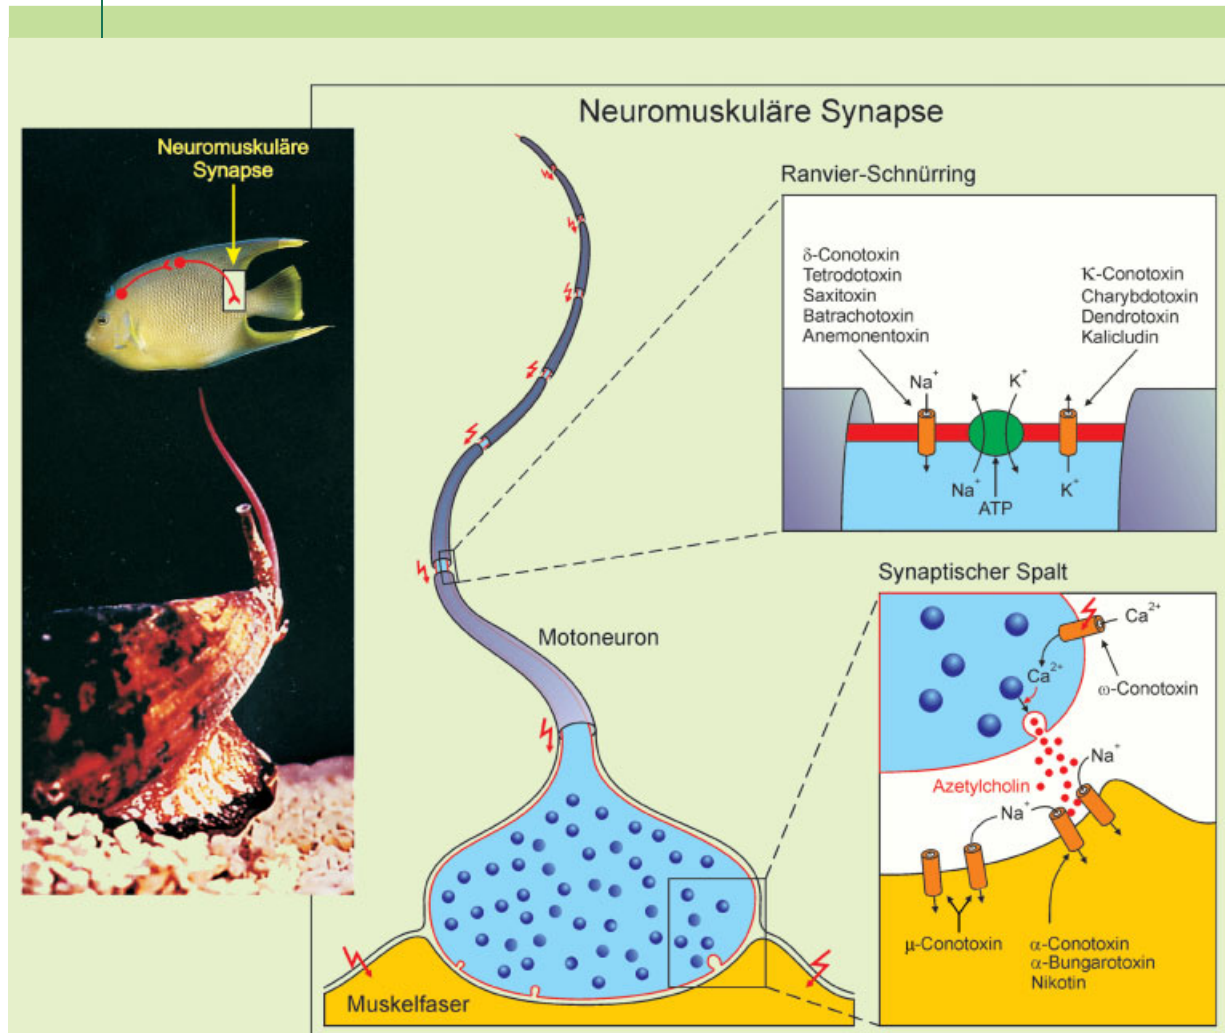 Neuromuskuläre Synapse
Neuromuskuläre
Synapse
Ranvier-Schnürring
δ-Conotoxin
Tetrodotoxin
Saxitoxin
Batrachotoxin
Anemonentoxin
κ-Conotoxin
Charybdotoxin
Dendrotoxin
Kalicludin
Na⁺
K⁺
Na⁺
ATP
K⁺
Motoneuron
Synaptischer Spalt
Ca²⁺
Ca²⁺
ω-Conotoxin
Na⁺
Azetylcholin
Na⁺
μ-Conotoxin
α-Conotoxin
α-Bungarotoxin
Nikotin
Muskelfaser